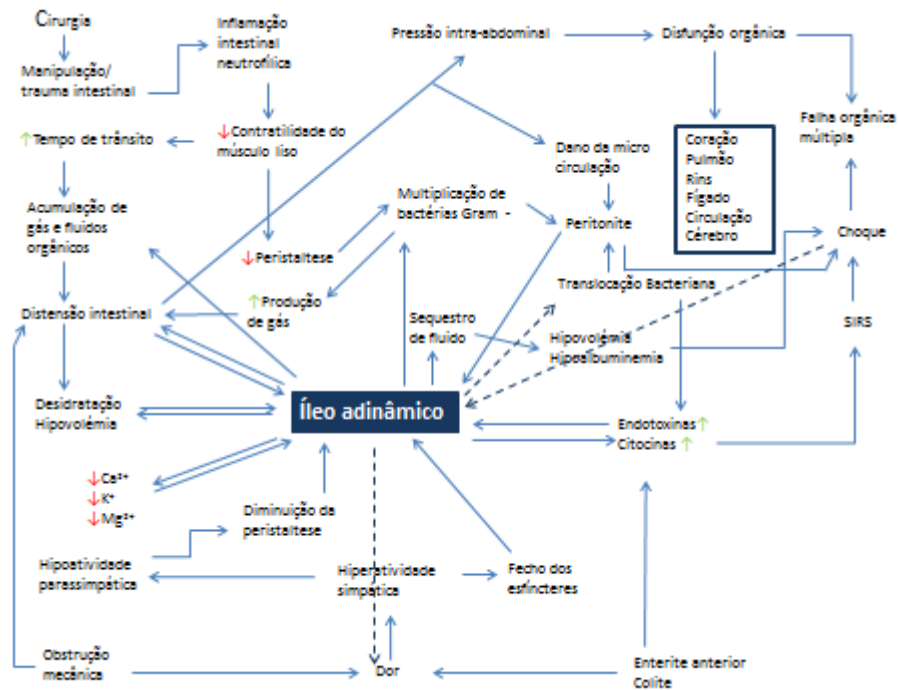 Cirurgia
Manipulação/
trauma intestinal
Inflamação
intestinal
neutrofílica
Pressão intra-abdominal
Disfunção orgânica
↑Tempo de trânsito
↓Contratilidade do
músculo liso
Dano da micro
circulação
Coração
Pulmão
Rins
Fígado
Circulação
Cérebro
Falha orgânica
múltipla
Acumulação de
gás e fluidos
orgânicos
↓Peristaltese
Multiplicação de
bactérias Gram -
Peritonite
Choque
Distensão intestinal
↑Produção
de gás
Sequestro
de fluido
Translocação Bacteriana
Hipovolémia
Hipoalbuminemia
SIRS
Desidratação
Hipovolémia
Íleo adinâmico
Endotoxinas↑
Citocinas ↑
↓Ca²⁺
↓K⁺
↓Mg²⁺
Diminuição da
peristaltese
Hipoatividade
parassimpática
Hiperatividade
simpática
Fecho dos
esfíncteres
Obstrução
mecânica
Dor
Enterite anterior
Colite